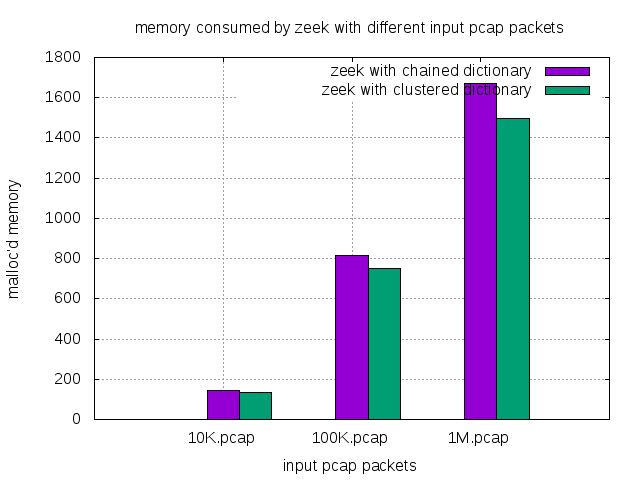 memory consumed by zeek with different input pcap packets
1800
1600
1400
1200
1000
800
600
400
200
0
malloc'd memory
zeek with chained dictionary
zeek with clustered dictionary
10K.pcap
100K.pcap
1M.pcap
input pcap packets